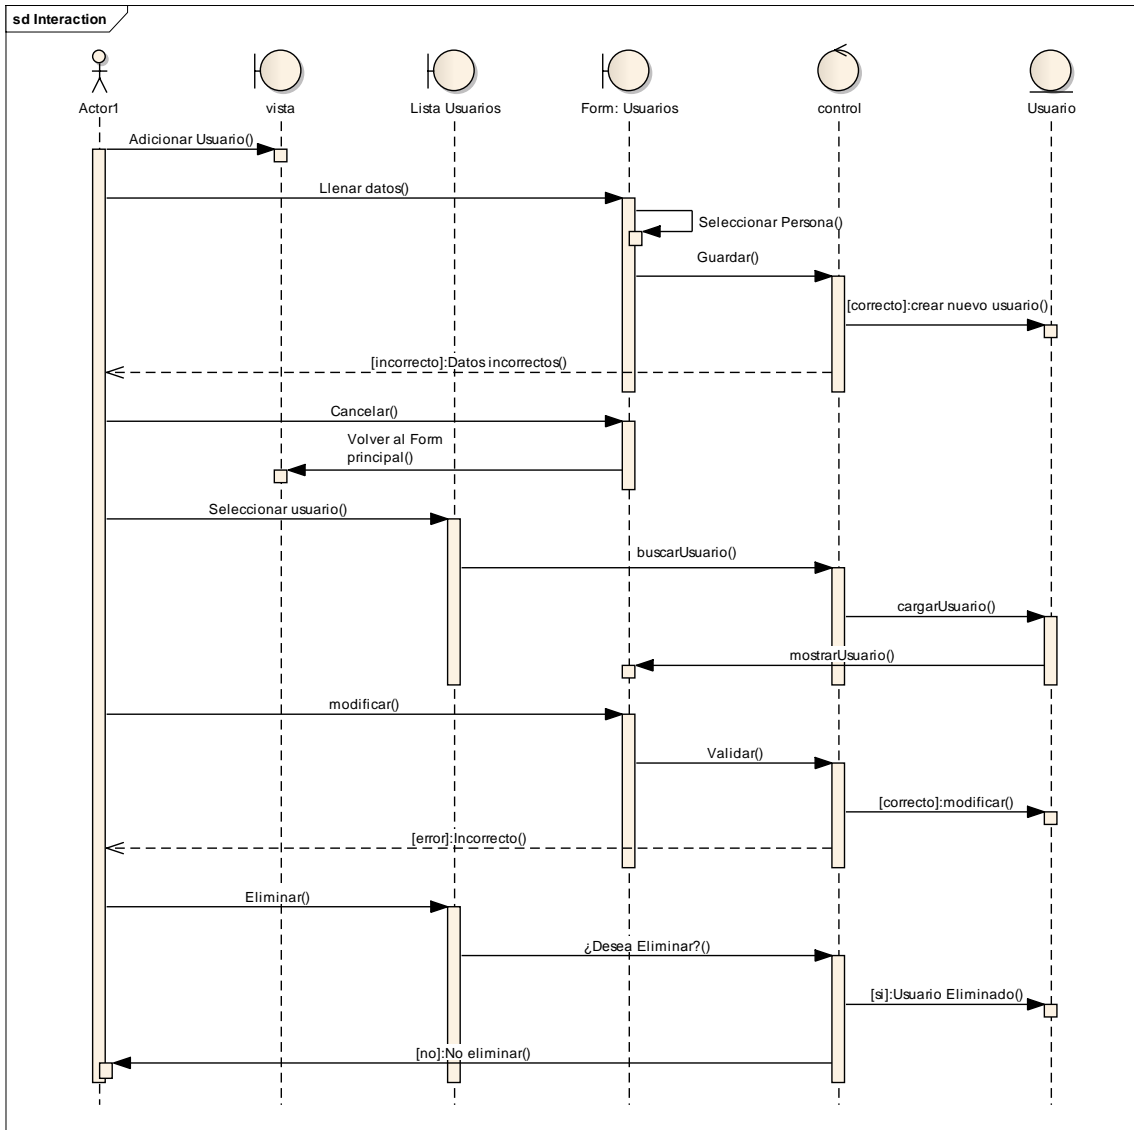 sd Interaction
Actor1
vista
Lista Usuarios
Form: Usuarios
control
Usuario
Adicionar Usuario()
Llenar datos()
Seleccionar Persona()
Guardar()
[correcto]:crear nuevo usuario()
[incorrecto]:Datos incorrectos()
Cancelar()
Volver al Form
principal()
Seleccionar usuario()
buscarUsuario()
cargarUsuario()
mostrarUsuario()
modificar()
Validar()
[correcto]:modificar()
[error]:Incorrecto()
Eliminar()
¿Desea Eliminar?()
[si]:Usuario Eliminado()
[no]:No eliminar()